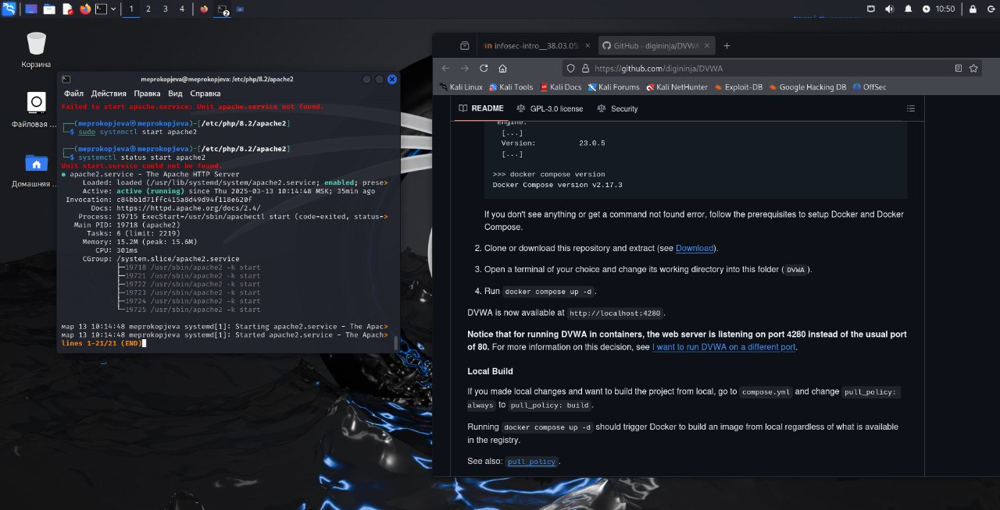 1 2 3 4
2
10:50
Корзина
Файловая ...
Домашняя ...
meprokopjeva@meprokopjeva: /etc/php/8.2/apache2
Файл Действия Правка Вид Справка
Failed to start apache.service: Unit apache.service not found.
┌──(meprokopjeva㉿meprokopjeva)-[/etc/php/8.2/apache2]
└─$ sudo systemctl start apache2
┌──(meprokopjeva㉿meprokopjeva)-[/etc/php/8.2/apache2]
└─$ systemctl status start apache2
Unit start.service could not be found.
● apache2.service - The Apache HTTP Server
Loaded: loaded (/usr/lib/systemd/system/apache2.service; enabled; prese>
Active: active (running) since Thu 2025-03-13 10:14:48 MSK; 35min ago
Invocation: c84bb1d71ffc415a8d49d94f118e620f
Docs: https://httpd.apache.org/docs/2.4/
Process: 19715 ExecStart=/usr/sbin/apachectl start (code=exited, status=>
Main PID: 19718 (apache2)
Tasks: 6 (limit: 2219)
Memory: 15.2M (peak: 15.6M)
CPU: 301ms
CGroup: /system.slice/apache2.service
├─19718 /usr/sbin/apache2 -k start
├─19721 /usr/sbin/apache2 -k start
├─19722 /usr/sbin/apache2 -k start
├─19723 /usr/sbin/apache2 -k start
├─19724 /usr/sbin/apache2 -k start
└─19725 /usr/sbin/apache2 -k start
мар 13 10:14:48 meprokopjeva systemd[1]: Starting apache2.service - The Apac>
мар 13 10:14:48 meprokopjeva systemd[1]: Started apache2.service - The Apach>
lines 1-21/21 (END)
infosec-intro__38.03.05
GitHub - digininja/DVWA
https://github.com/digininja/DVWA
Kali Linux Kali Tools Kali Docs Kali Forums Kali NetHunter Exploit-DB Google Hacking DB OffSec
README GPL-3.0 license Security
Engine:
[...]
Version: 23.0.5
[...]
>>> docker compose version
Docker Compose version v2.17.3
If you don't see anything or get a command not found error, follow the prerequisites to setup Docker and Docker
Compose.
2. Clone or download this repository and extract (see Download).
3. Open a terminal of your choice and change its working directory into this folder ( DVWA ).
4. Run docker compose up -d .
DVWA is now available at http://localhost:4280 .
Notice that for running DVWA in containers, the web server is listening on port 4280 instead of the usual port
of 80. For more information on this decision, see I want to run DVWA on a different port.
Local Build
If you made local changes and want to build the project from local, go to compose.yml and change pull_policy:
always to pull_policy: build .
Running docker compose up -d should trigger Docker to build an image from local regardless of what is available
in the registry.
See also: pull_policy .